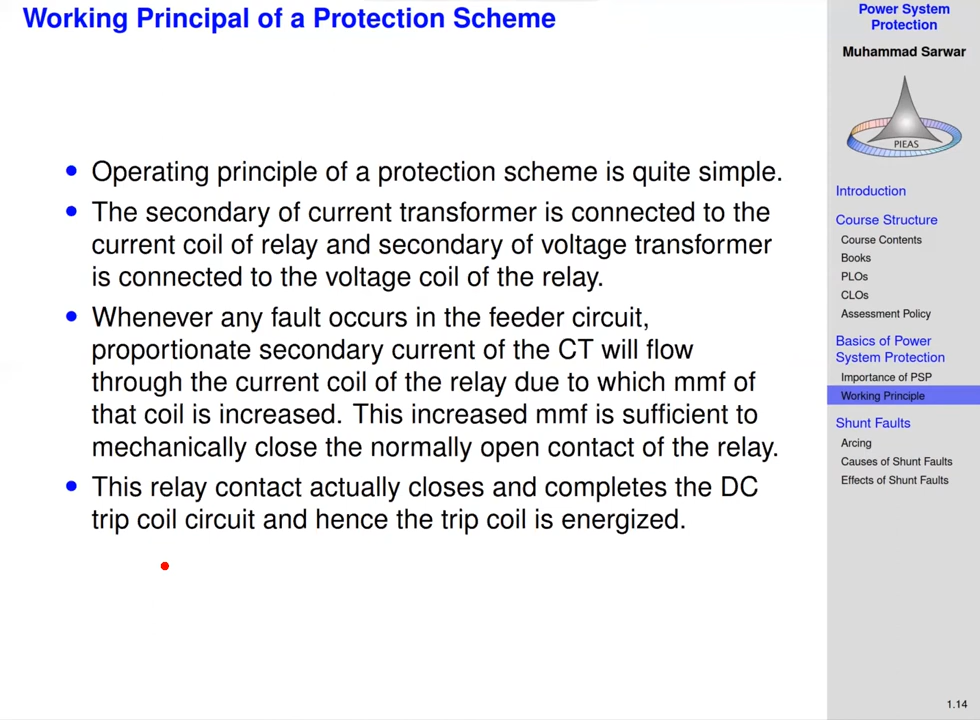 Working Principal of a Protection Scheme
Operating principle of a protection scheme is quite simple.
The secondary of current transformer is connected to the
current coil of relay and secondary of voltage transformer
is connected to the voltage coil of the relay.
Whenever any fault occurs in the feeder circuit,
proportionate secondary current of the CT will flow
through the current coil of the relay due to which mmf of
that coil is increased. This increased mmf is sufficient to
mechanically close the normally open contact of the relay.
This relay contact actually closes and completes the DC
trip coil circuit and hence the trip coil is energized.
Power System
Protection
Muhammad Sarwar
PIEAS
Introduction
Course Structure
Course Contents
Books
PLOs
CLOs
Assessment Policy
Basics of Power
System Protection
Importance of PSP
Working Principle
Shunt Faults
Arcing
Causes of Shunt Faults
Effects of Shunt Faults
1.14